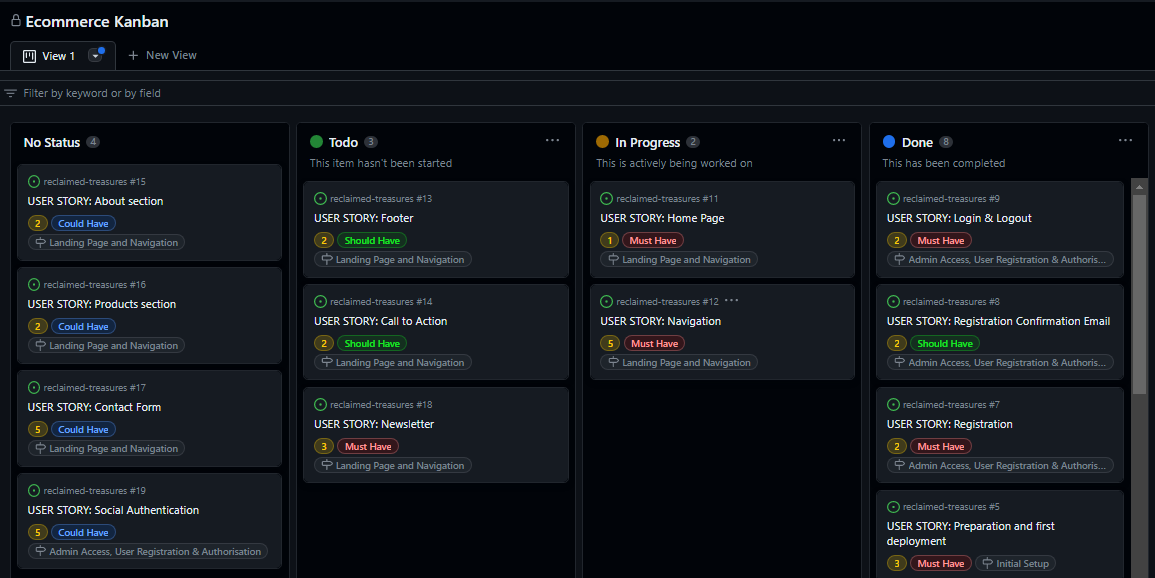 Ecommerce Kanban
View 1
New View
Filter by keyword or by field
No Status 4
reclaimed-treasures #15
USER STORY: About section
2 Could Have
Landing Page and Navigation
reclaimed-treasures #16
USER STORY: Products section
2 Could Have
Landing Page and Navigation
reclaimed-treasures #17
USER STORY: Contact Form
5 Could Have
Landing Page and Navigation
reclaimed-treasures #19
USER STORY: Social Authentication
5 Could Have
Admin Access, User Registration & Authorisation
Todo 3
This item hasn't been started
reclaimed-treasures #13
USER STORY: Footer
2 Should Have
Landing Page and Navigation
reclaimed-treasures #14
USER STORY: Call to Action
2 Should Have
Landing Page and Navigation
reclaimed-treasures #18
USER STORY: Newsletter
3 Must Have
Landing Page and Navigation
In Progress 2
This is actively being worked on
reclaimed-treasures #11
USER STORY: Home Page
1 Must Have
Landing Page and Navigation
reclaimed-treasures #12
USER STORY: Navigation
5 Must Have
Landing Page and Navigation
Done 8
This has been completed
reclaimed-treasures #9
USER STORY: Login & Logout
2 Must Have
Admin Access, User Registration & Authoris...
reclaimed-treasures #8
USER STORY: Registration Confirmation Email
2 Should Have
Admin Access, User Registration & Authoris...
reclaimed-treasures #7
USER STORY: Registration
2 Must Have
Admin Access, User Registration & Authoris...
reclaimed-treasures #5
USER STORY: Preparation and first
deployment
3 Must Have Initial Setup